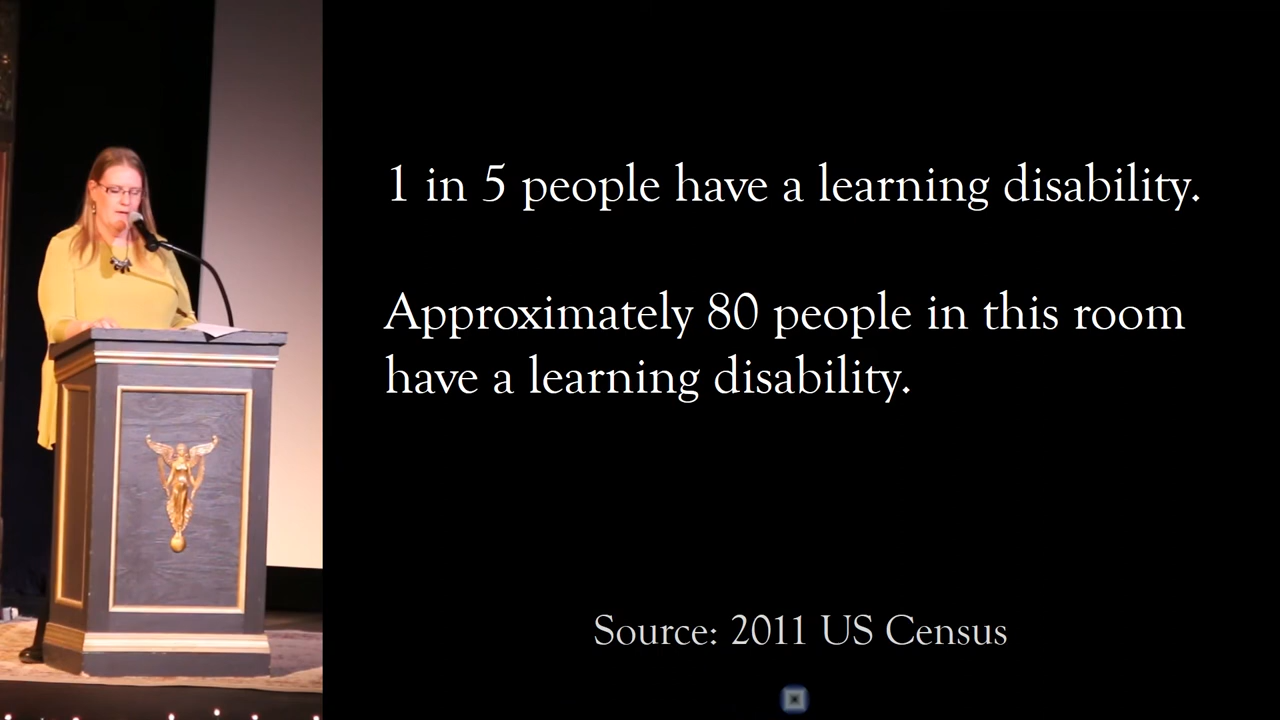 1 in 5 people have a learning disability.
Approximately 80 people in this room
have a learning disability.
Source: 2011 US Census